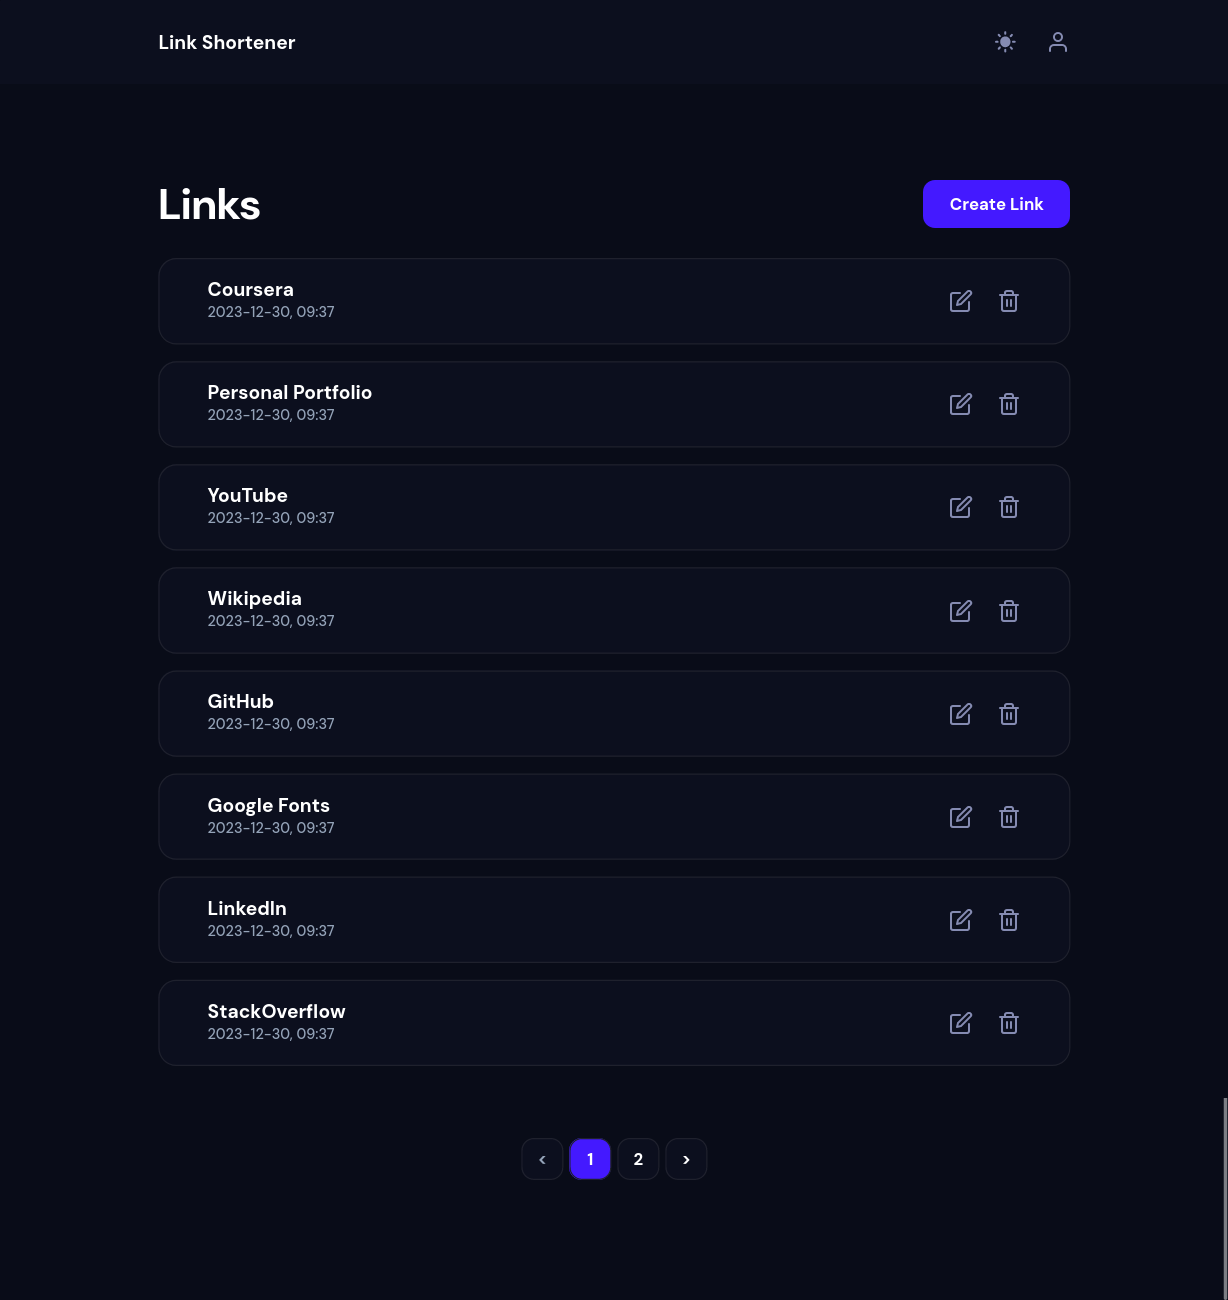 Link Shortener
Links
Create Link
Coursera
2023-12-30, 09:37
Personal Portfolio
2023-12-30, 09:37
YouTube
2023-12-30, 09:37
Wikipedia
2023-12-30, 09:37
GitHub
2023-12-30, 09:37
Google Fonts
2023-12-30, 09:37
LinkedIn
2023-12-30, 09:37
StackOverflow
2023-12-30, 09:37
< 1 2 >